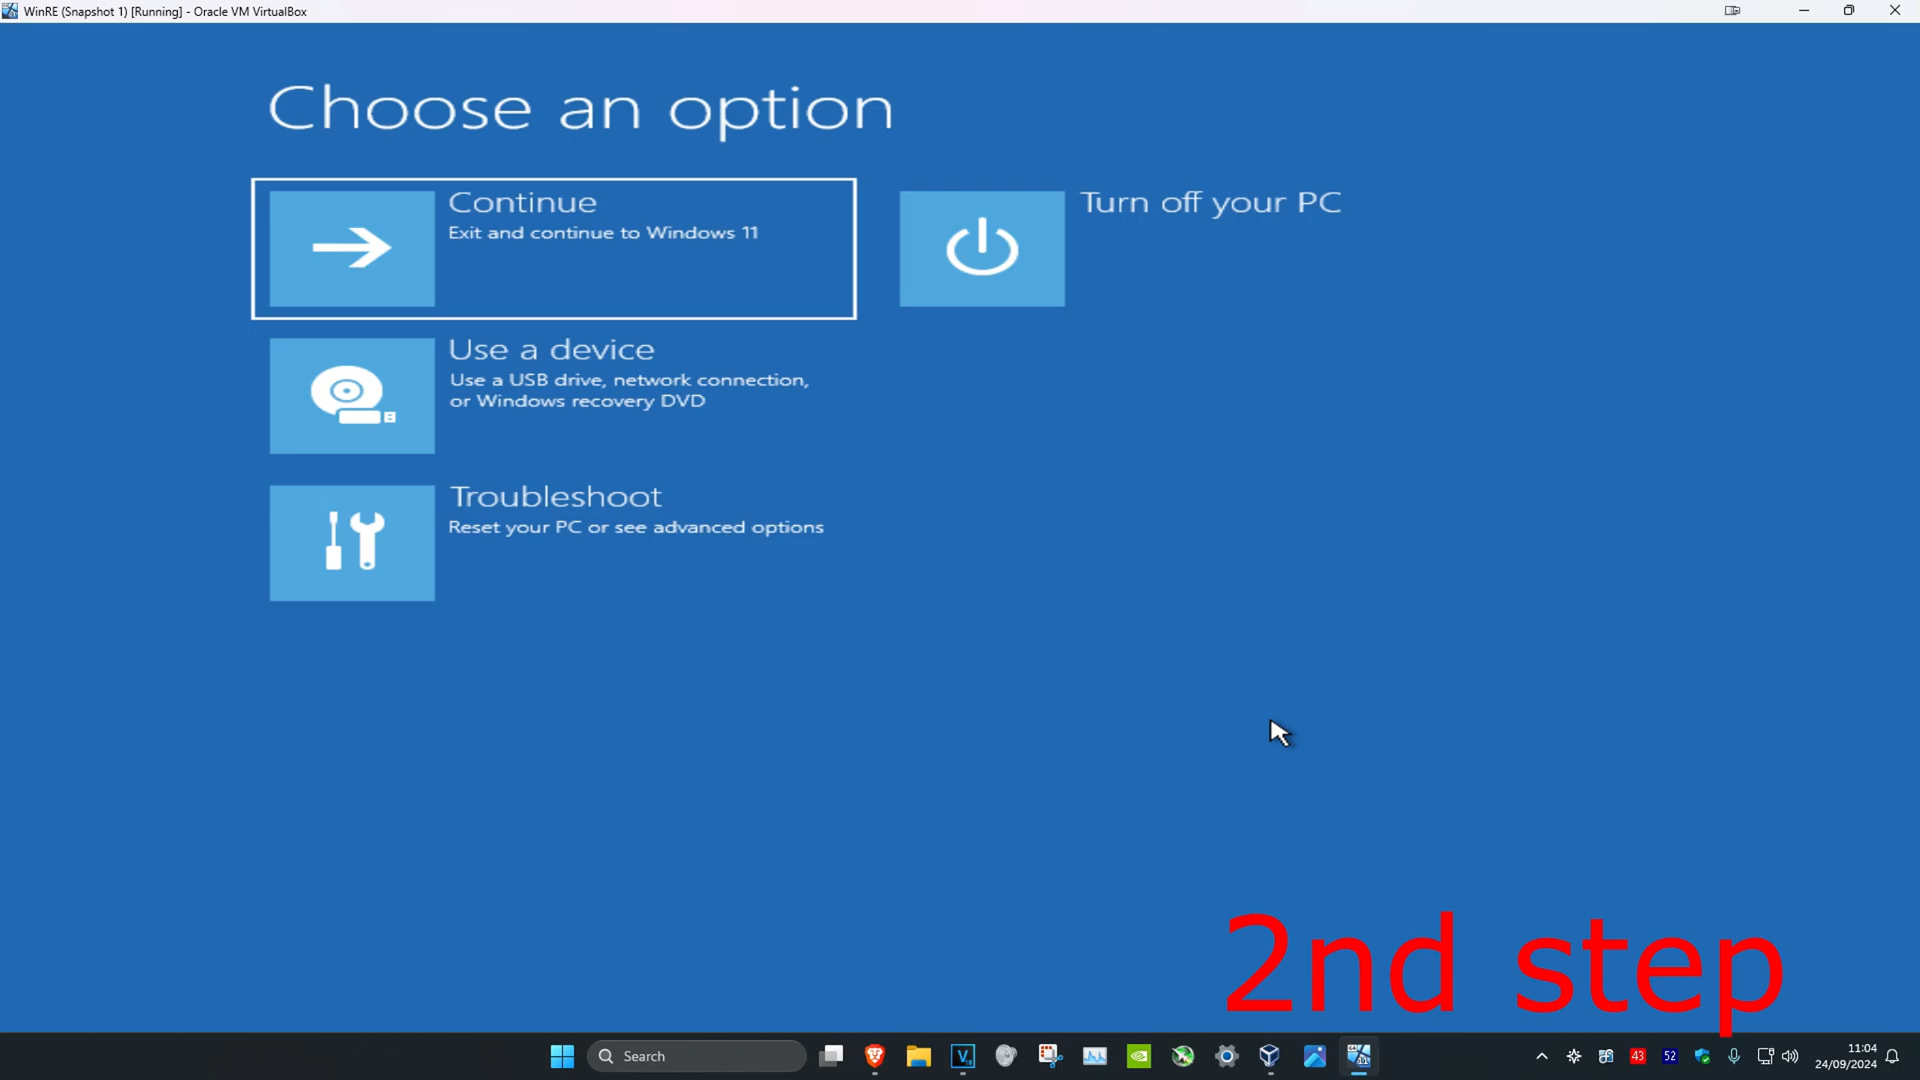 WinRE (Snapshot 1) [Running] - Oracle VM VirtualBox
Choose an option
Continue
Exit and continue to Windows 11
Turn off your PC
Use a device
Use a USB drive, network connection,
or Windows recovery DVD
Troubleshoot
Reset your PC or see advanced options
2nd step
Search
43
52
11:04
24/09/2024